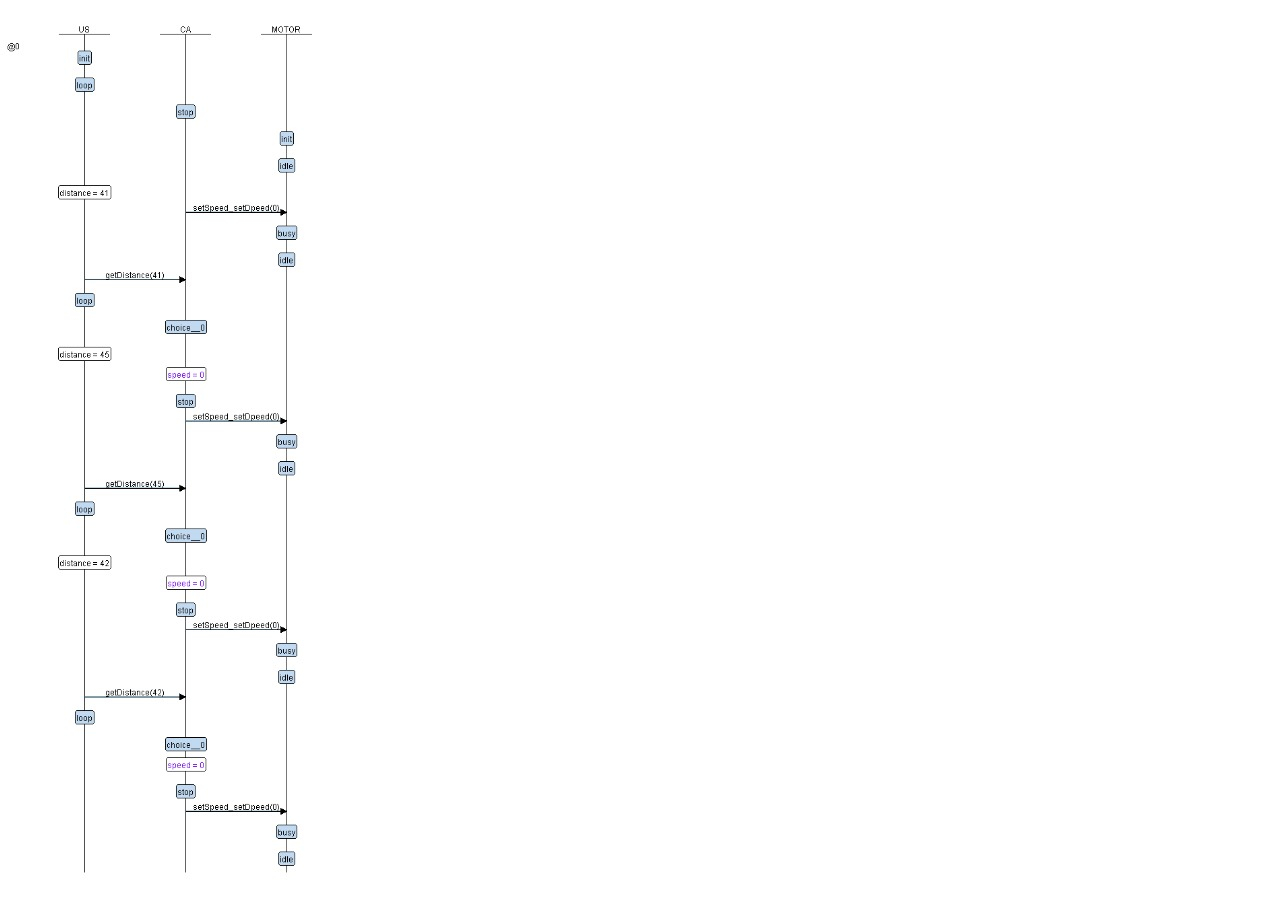 US CA MOTOR
@0
init
loop
stop
init
idle
distance = 41
setSpeed_setDpeed(0)
busy
idle
getDistance(41)
loop
choice__0
distance = 45
speed = 0
stop
setSpeed_setDpeed(0)
busy
idle
getDistance(45)
loop
choice__0
distance = 42
speed = 0
stop
setSpeed_setDpeed(0)
busy
idle
getDistance(42)
loop
choice__0
speed = 0
stop
setSpeed_setDpeed(0)
busy
idle